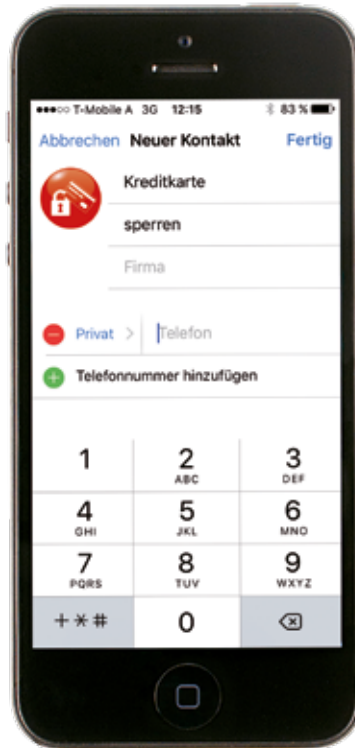 T-Mobile A 3G 12:15 83 %
Abbrechen Neuer Kontakt Fertig
Kreditkarte
sperren
Firma
Privat > Telefon
Telefonnummer hinzufügen
1 2 3
ABC DEF
4 5 6
GHI JKL MNO
7 8 9
PQRS TUV WXYZ
+*# 0